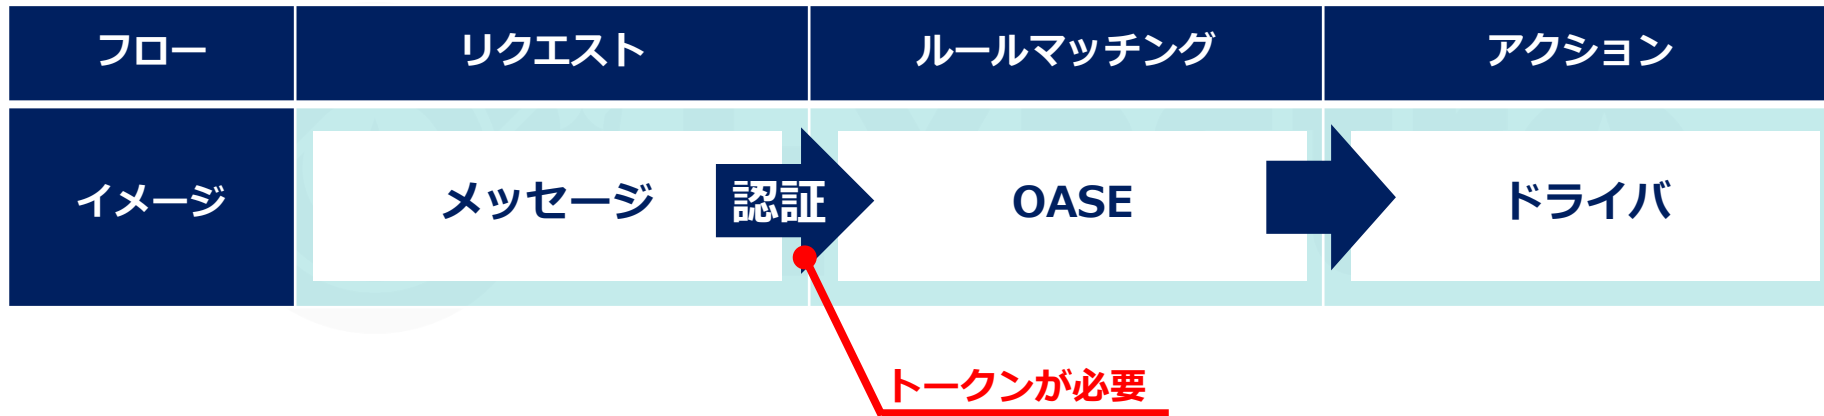 フロー リクエスト ルールマッチング アクション
イメージ メッセージ 認証 OASE ドライバ
トークンが必要